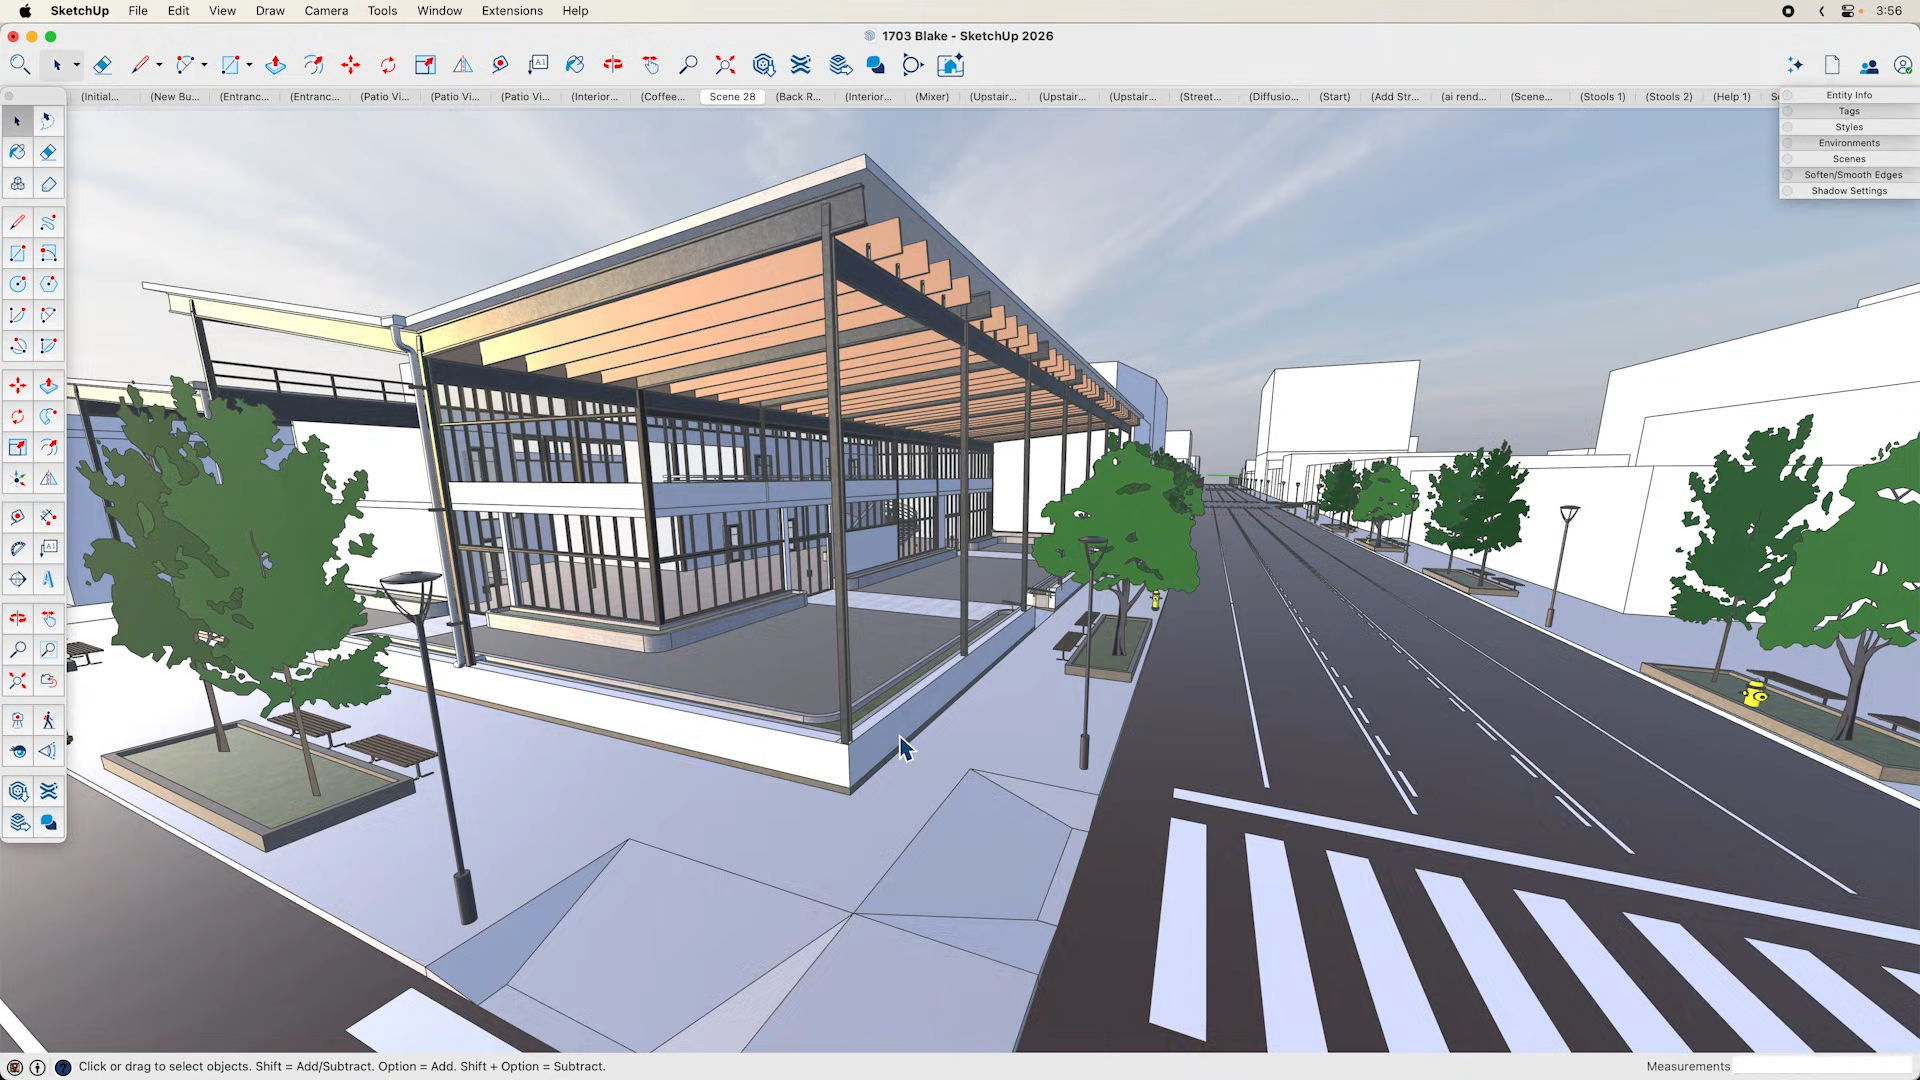 SketchUp File Edit View Draw Camera Tools Window Extensions Help 3:56
1703 Blake - SketchUp 2026
(Initial... (New Bu... (Entranc... (Entranc... (Patio Vi... (Patio Vi... (Patio Vi... (Interior... (Coffee... Scene 28 (Back R... (Interior... (Mixer) (Upstair... (Upstair... (Upstair... (Street... (Diffusio... (Start) (Add Str... (ai rend... (Scene... (Stools 1) (Stools 2) (Help 1)
Entity Info
Tags
Styles
Environments
Scenes
Soften/Smooth Edges
Shadow Settings
Click or drag to select objects. Shift = Add/Subtract. Option = Add. Shift + Option = Subtract. Measurements